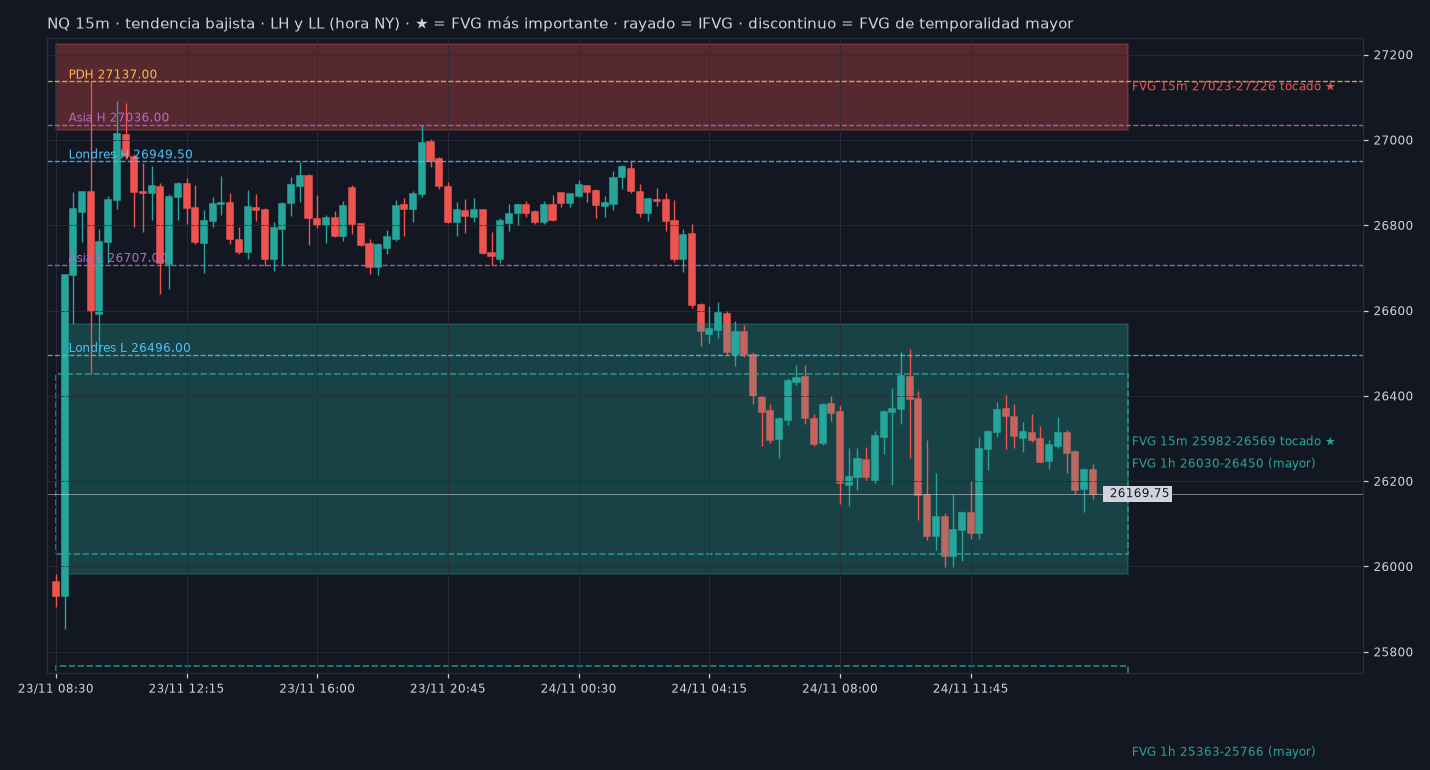 NQ 15m · tendencia bajista · LH y LL (hora NY) · ★ = FVG más importante · rayado = IFVG · discontinuo = FVG de temporalidad mayor
27200
PDH 27137.00
FVG 15m 27023-27226 tocado ★
Asia H 27036.00
27000
Londres H 26949.50
26800
Asia L 26707.00
26600
Londres L 26496.00
26400
FVG 15m 25982-26569 tocado ★
FVG 1h 26030-26450 (mayor)
26200
26169.75
26000
25800
23/11 08:30
23/11 12:15
23/11 16:00
23/11 20:45
24/11 00:30
24/11 04:15
24/11 08:00
24/11 11:45
FVG 1h 25363-25766 (mayor)